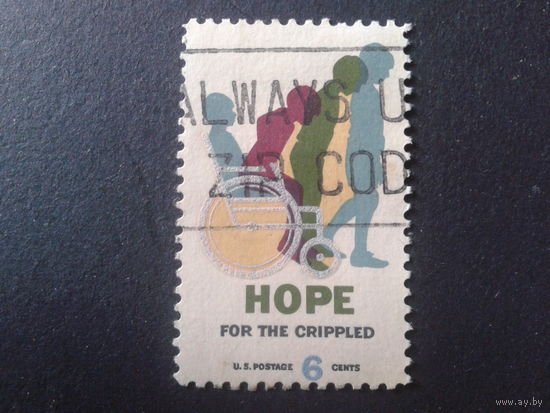 ALWAYS U
ZIP COD
HOPE
FOR THE CRIPPLED
U.S. POSTAGE 6 CENTS
www.ay.by